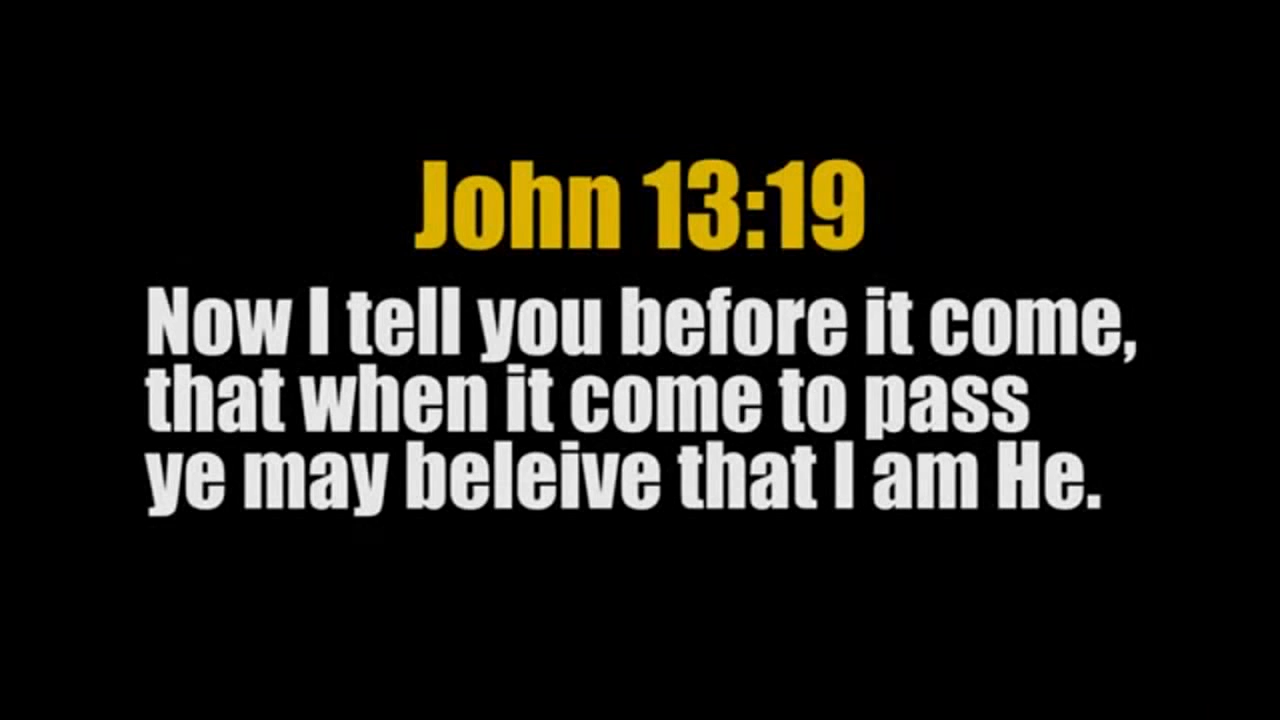 John 13:19
Now I tell you before it come,
that when it come to pass
ye may beleive that I am He.